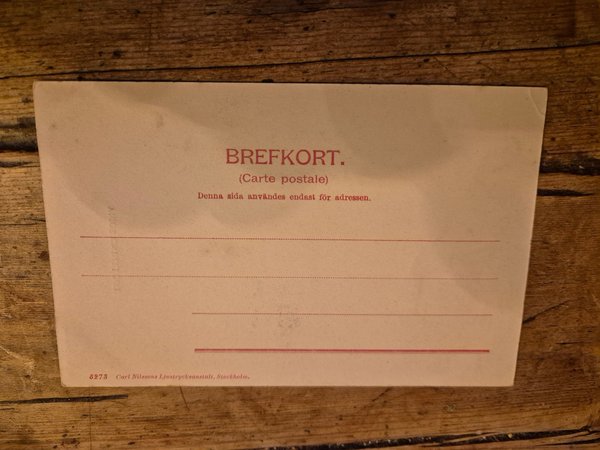 BREFKORT.
(Carte postale)
Denna sida användes endast för adressen.
5273 Carl Nilssons Ljustrycksanstalt, Stockholm.